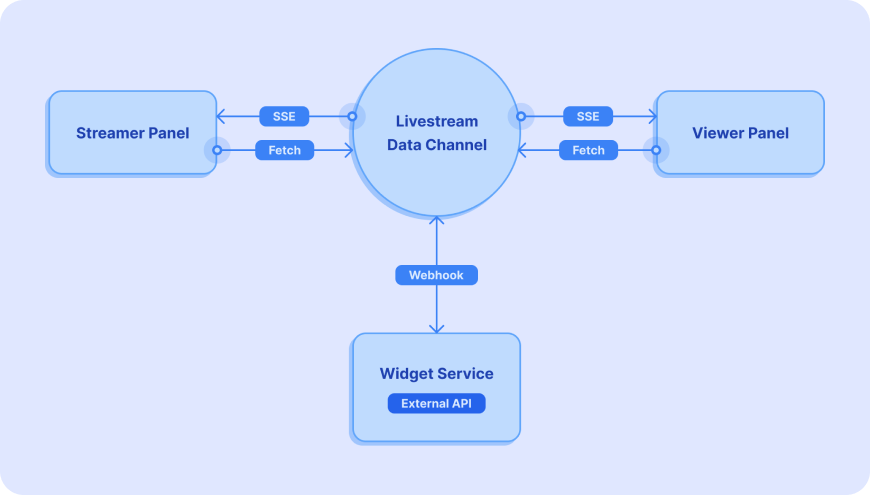 Livestream
Data Channel
Streamer Panel
SSE
Fetch
SSE
Fetch
Viewer Panel
Webhook
Widget Service
External API